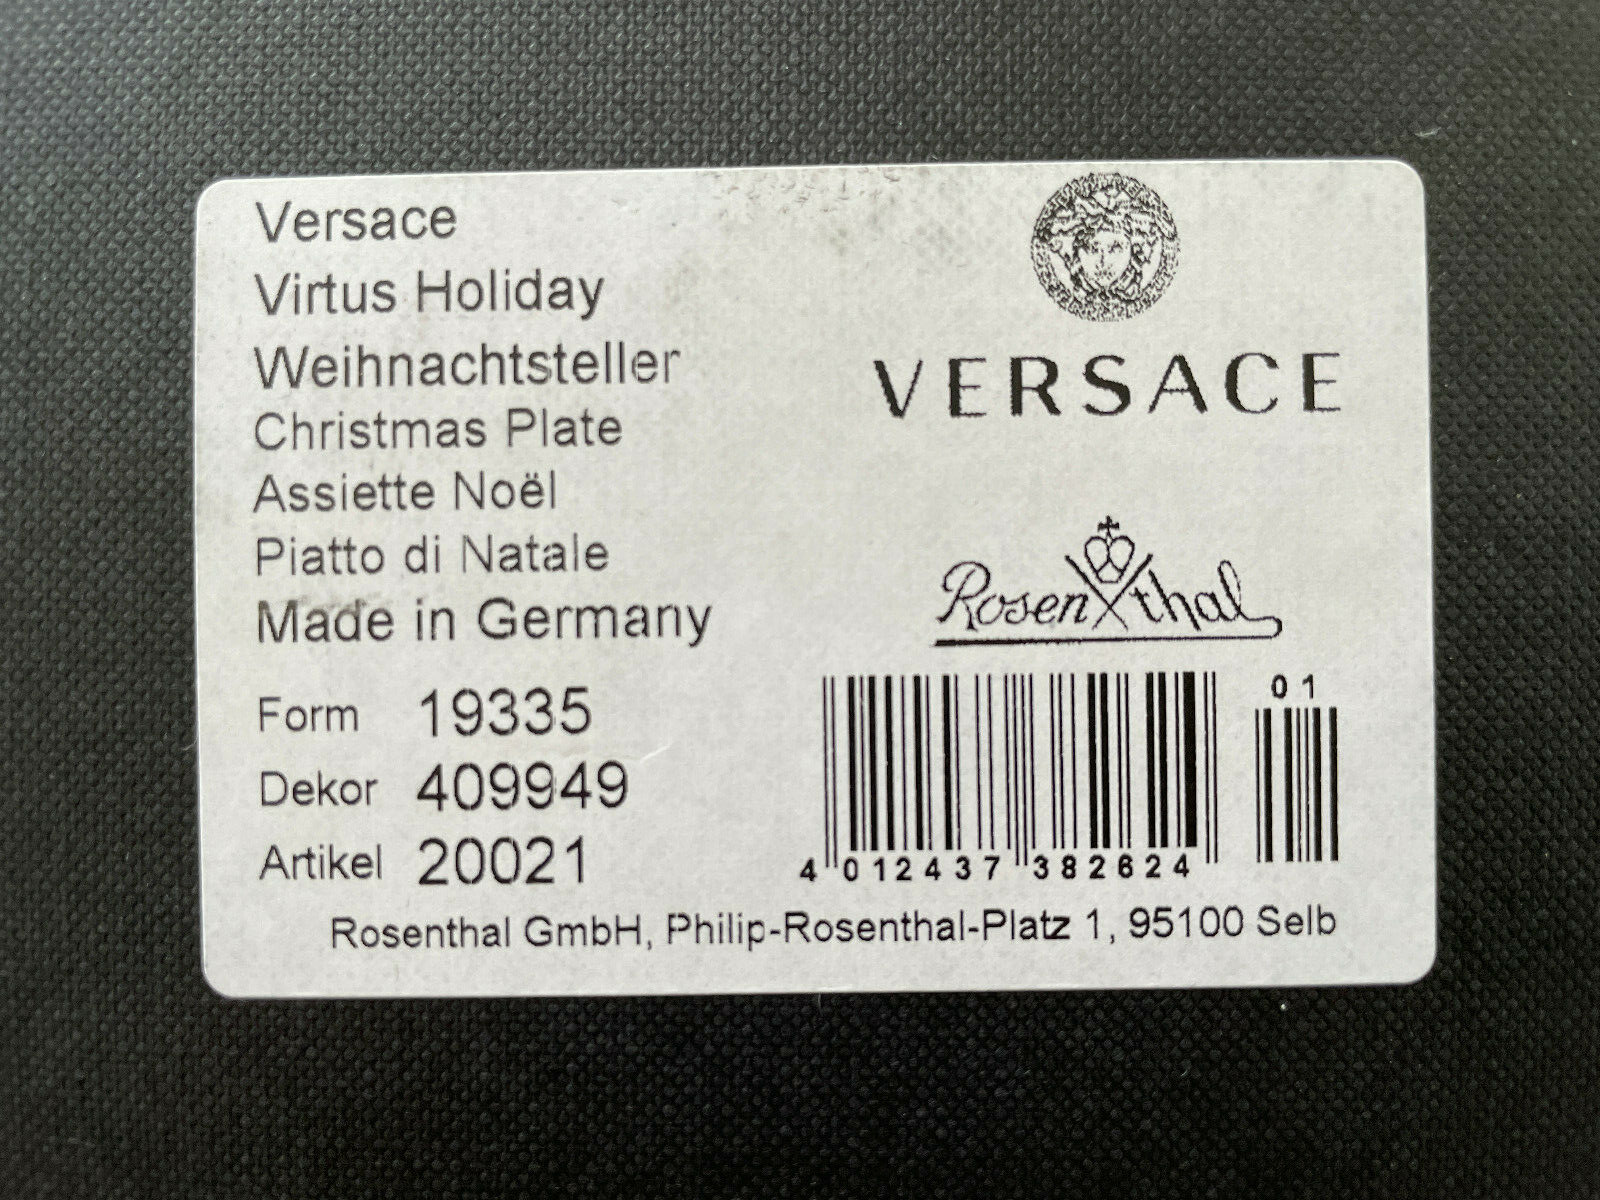 Versace
Virtus Holiday
Weihnachtsteller
Christmas Plate
Assiette Noël
Piatto di Natale
Made in Germany
Form 19335
Dekor 409949
Artikel 20021
VERSACE
Rosenthal
01
4 012437 382624
Rosenthal GmbH, Philip-Rosenthal-Platz 1, 95100 Selb